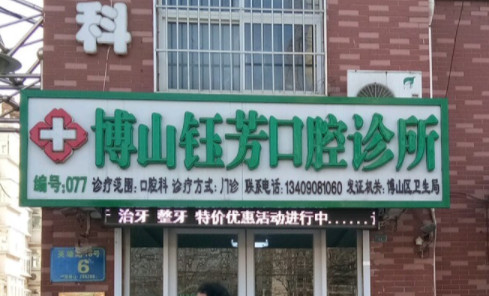 科
博山钰芳口腔诊所
编号:077 诊疗范围:口腔科 诊疗方式:门诊 联系电话:13409081060 发证机关:博山区卫生局
治牙 整牙 特价优惠活动进行中......
6